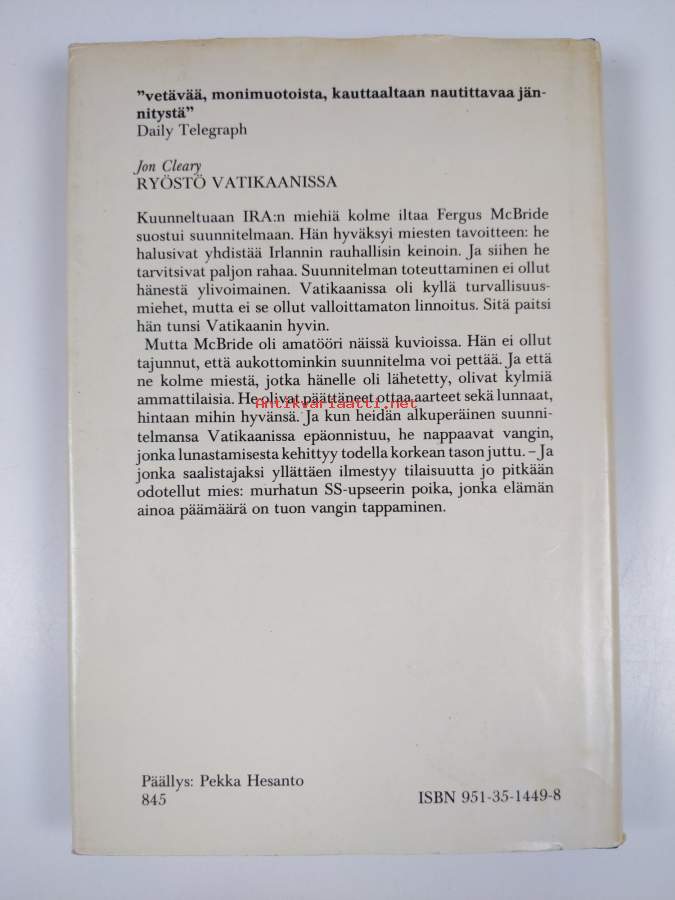 ”vetävää, monimuotoista, kauttaaltaan nautittavaa jän-
nitystä”
Daily Telegraph
Jon Cleary
RYÖSTÖ VATIKAANISSA
Kuunneltuaan IRA:n miehiä kolme iltaa Fergus McBride
suostui suunnitelmaan. Hän hyväksyi miesten tavoitteen: he
halusivat yhdistää Irlannin rauhallisin keinoin. Ja siihen he
tarvitsivat paljon rahaa. Suunnitelman toteuttaminen ei ollut
hänestä ylivoimainen. Vatikaanissa oli kyllä turvallisuus-
miehet, mutta ei se ollut valloittamaton linnoitus. Sitä paitsi
hän tunsi Vatikaanin hyvin.
Mutta McBride oli amatööri näissä kuvioissa. Hän ei ollut
tajunnut, että aukottominkin suunnitelma voi pettää. Ja että
ne kolme miestä, jotka hänelle oli lähetetty, olivat kylmiä
ammattilaisia. He olivat päättäneet ottaa aarteet sekä lunnaat,
Antikvariaatti.net
hintaan mihin hyvänsä. Ja kun heidän alkuperäinen suunni-
telmansa Vatikaanissa epäonnistuu, he nappaavat vangin,
jonka lunastamisesta kehittyy todella korkean tason juttu. – Ja
jonka saalistajaksi yllättäen ilmestyy tilaisuutta jo pitkään
odotellut mies: murhatun SS-upseerin poika, jonka elämän
ainoa päämäärä on tuon vangin tappaminen.
Päällys: Pekka Hesanto
845
ISBN 951-35-1449-8